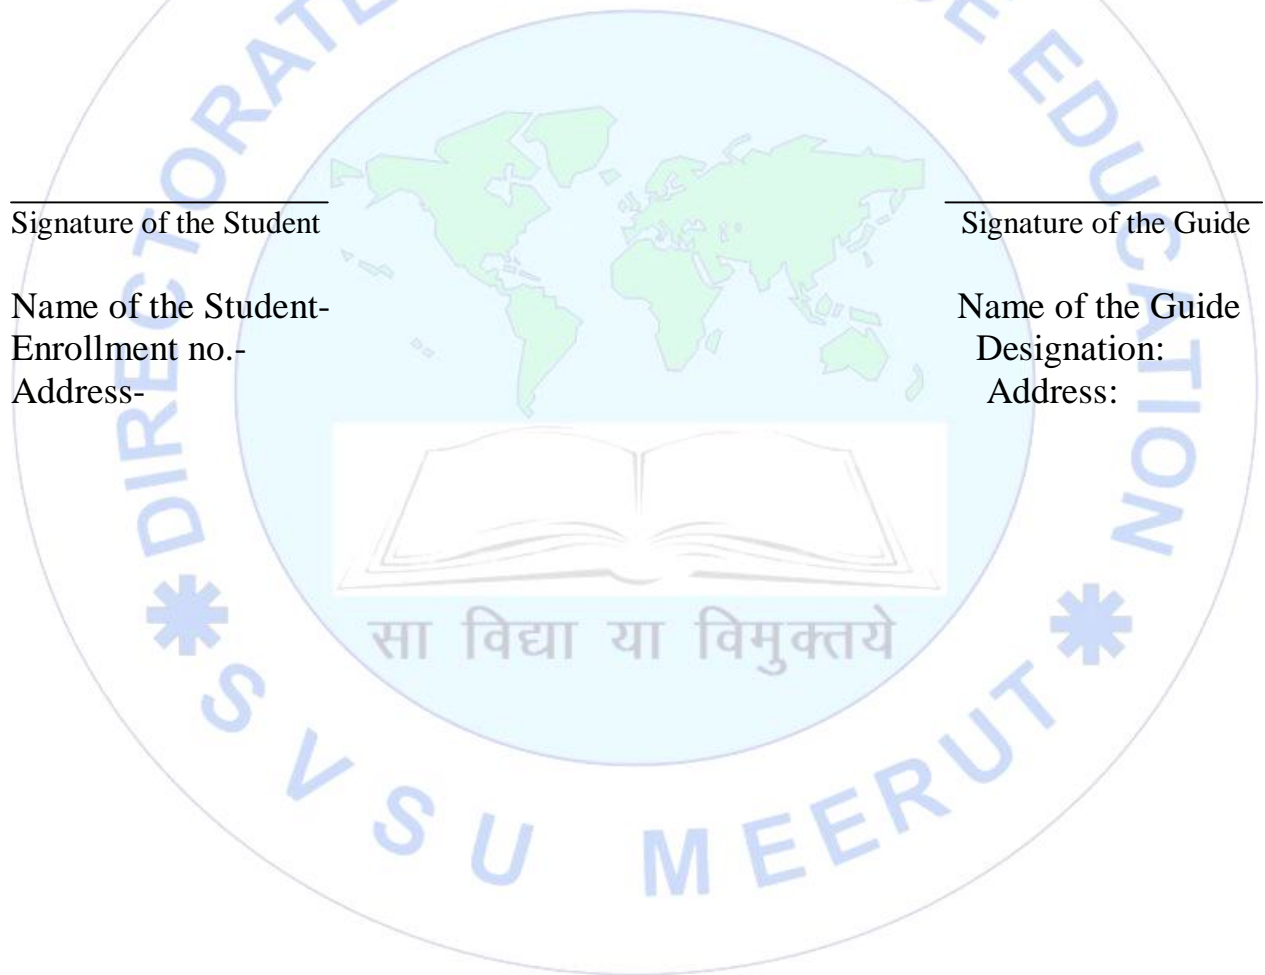 DIRECTORATE
EDUCATION
Signature of the Student Signature of the Guide
Name of the Student- Name of the Guide
Enrollment no.- Designation:
Address- Address:
सा विद्या या विमुक्तये
S V S U MEERUT